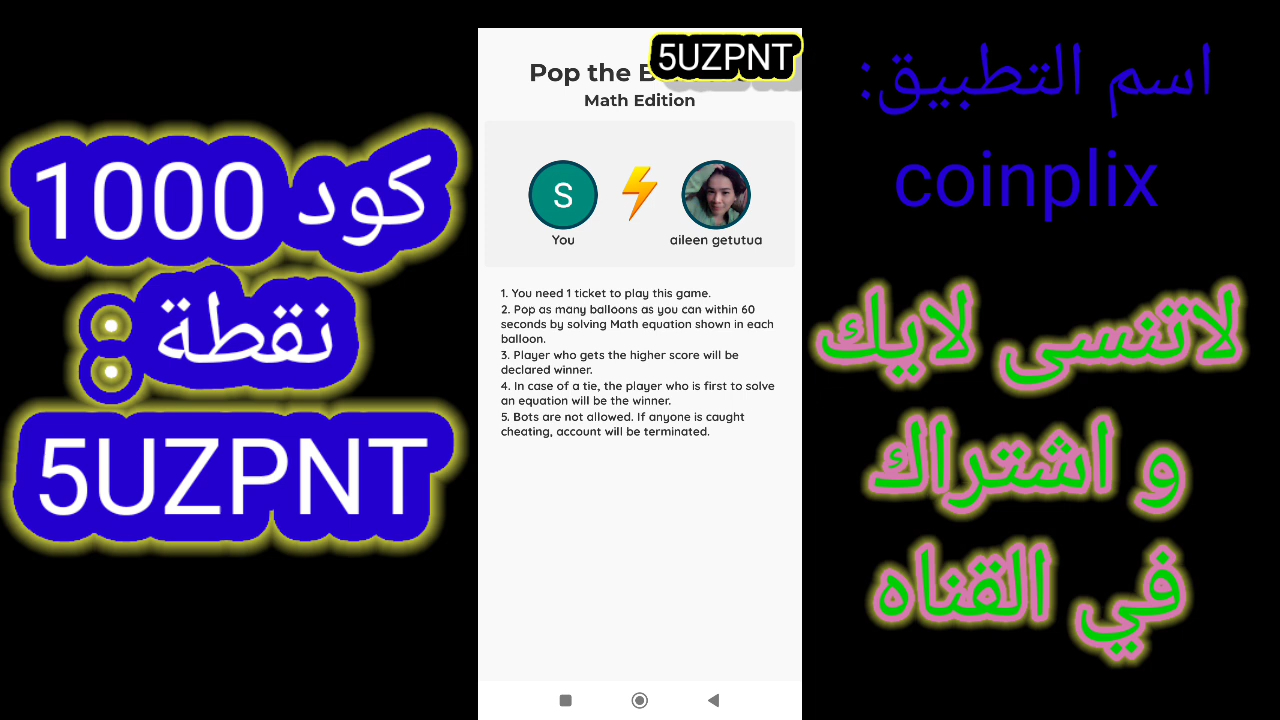 كود 1000
نقطة :
5UZPNT
5UZPNT
Pop the
Math Edition
S
You
aileen getutua
1. You need 1 ticket to play this game.
2. Pop as many balloons as you can within 60
seconds by solving Math equation shown in each
balloon.
3. Player who gets the higher score will be
declared winner.
4. In case of a tie, the player who is first to solve
an equation will be the winner.
5. Bots are not allowed. If anyone is caught
cheating, account will be terminated.
اسم التطبيق:
coinplix
لاتنسى لايك
و اشتراك
في القناه